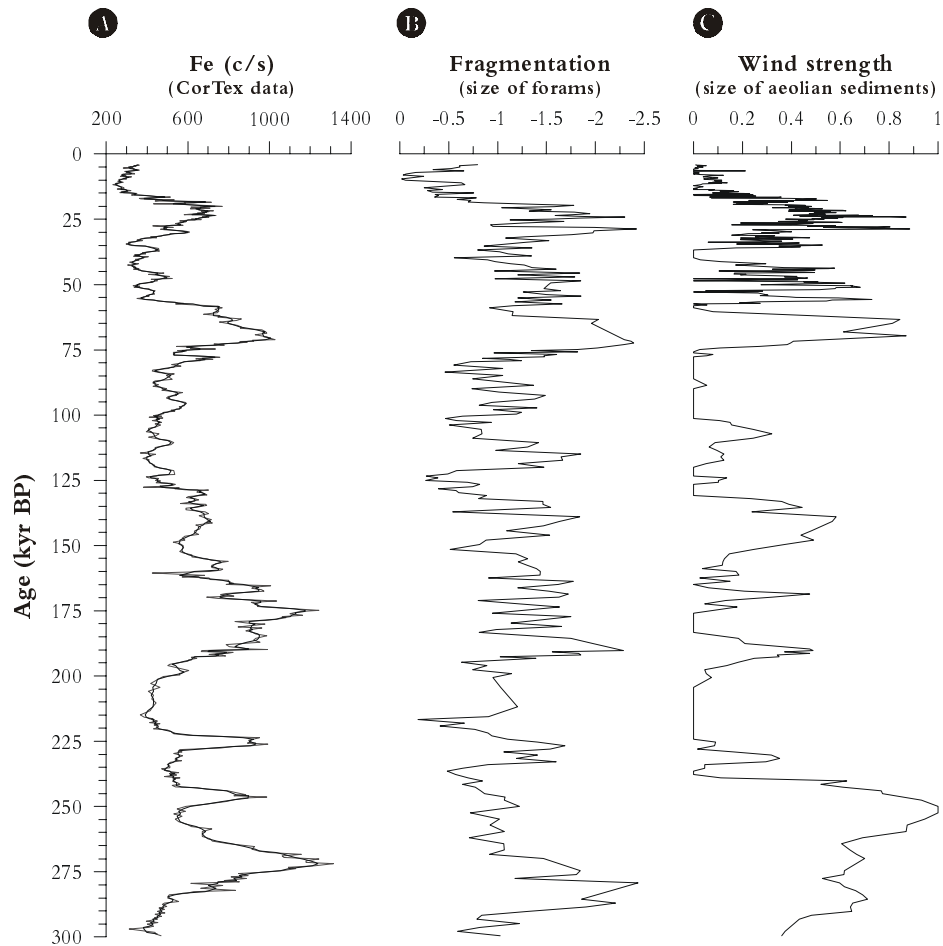 A
B
C
Fe (c/s)
(CorTex data)
Fragmentation
(size of forams)
Wind strength
(size of aeolian sediments)
200 600 1000 1400
0 -0.5 -1 -1.5 -2 -2.5
0 0.2 0.4 0.6 0.8 1
Age (kyr BP)
0
25
50
75
100
125
150
175
200
225
250
275
300